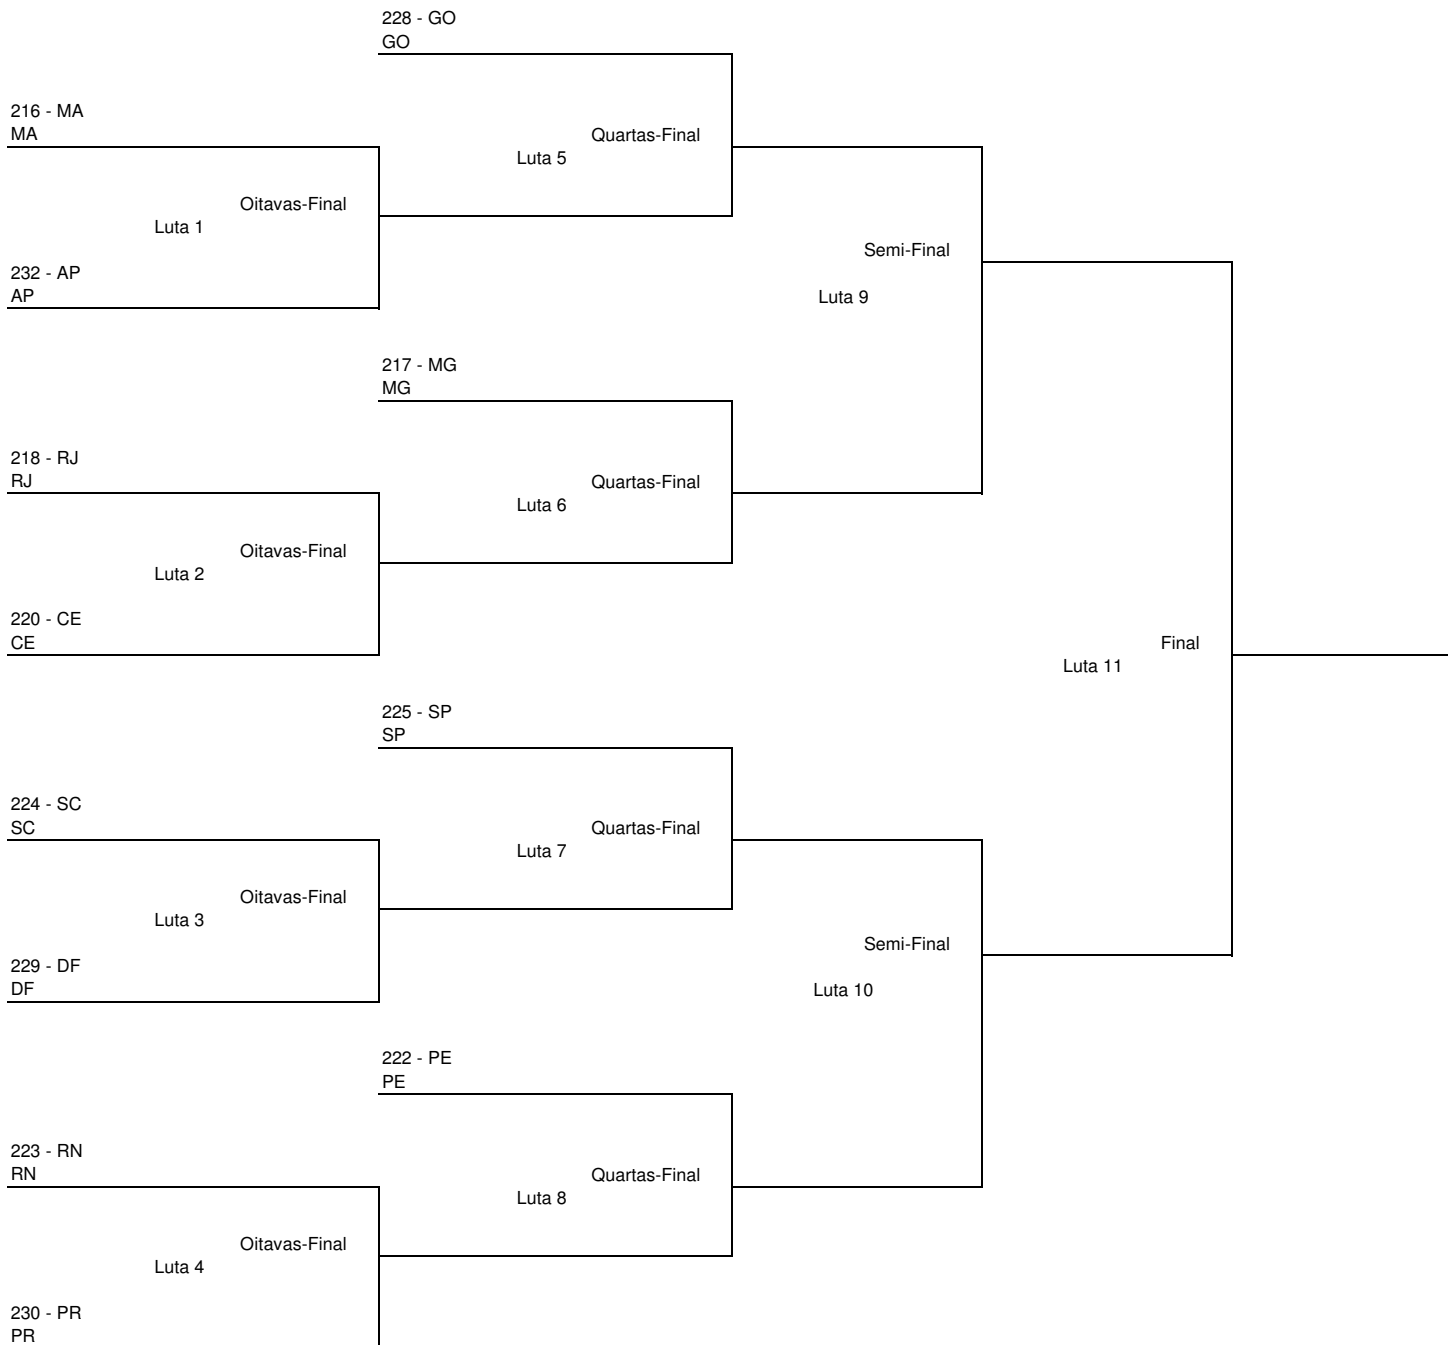 228 - GO
GO
216 - MA
MA
Quartas-Final
Luta 5
Oitavas-Final
Luta 1
Semi-Final
232 - AP
AP
Luta 9
217 - MG
MG
218 - RJ
RJ
Quartas-Final
Luta 6
Oitavas-Final
Luta 2
220 - CE
CE
Final
Luta 11
225 - SP
SP
224 - SC
SC
Quartas-Final
Luta 7
Oitavas-Final
Luta 3
Semi-Final
229 - DF
DF
Luta 10
222 - PE
PE
223 - RN
RN
Quartas-Final
Luta 8
Oitavas-Final
Luta 4
230 - PR
PR